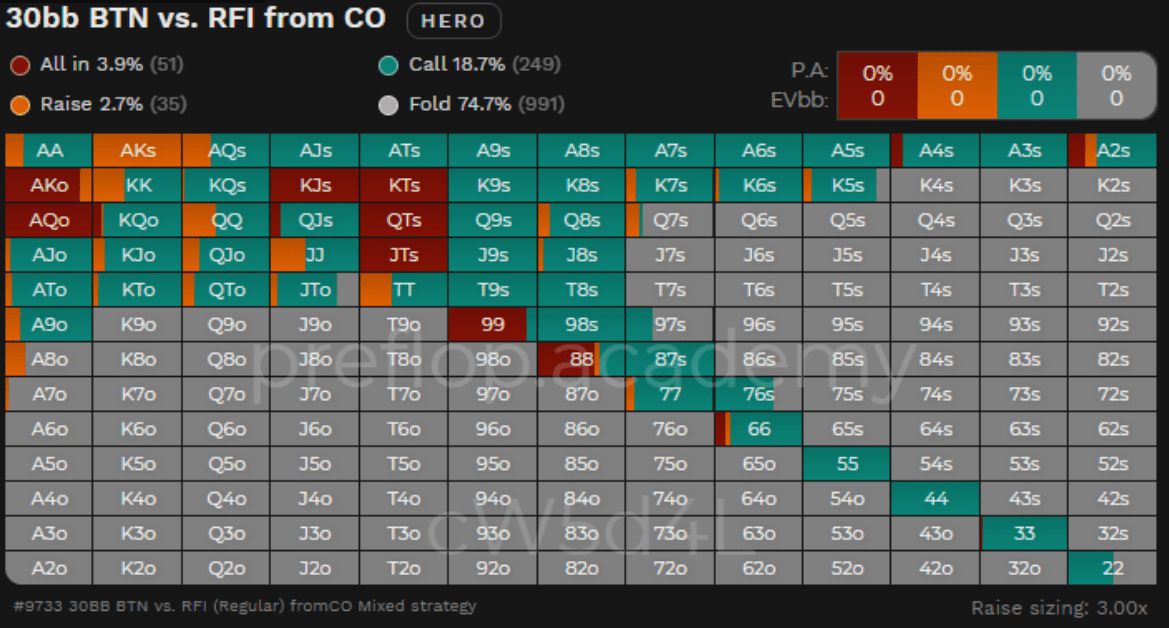 30bb BTN vs. RFI from CO HERO
All in 3.9% (51) Call 18.7% (249) P.A: 0% 0% 0% 0%
Raise 2.7% (35) Fold 74.7% (991) EVbb: 0 0 0 0
AA AKs AQs AJs ATs A9s A8s A7s A6s A5s A4s A3s A2s
AKo KK KQs KJs KTs K9s K8s K7s K6s K5s K4s K3s K2s
AQo KQo QQ QJs QTs Q9s Q8s Q7s Q6s Q5s Q4s Q3s Q2s
AJo KJo QJo JJ JTs J9s J8s J7s J6s J5s J4s J3s J2s
ATo KTo QTo JTo TT T9s T8s T7s T6s T5s T4s T3s T2s
A9o K9o Q9o J9o T9o 99 98s 97s 96s 95s 94s 93s 92s
A8o K8o Q8o J8o T8o 98o 88 87s 86s 85s 84s 83s 82s
preflop.academy
A7o K7o Q7o J7o T7o 97o 87o 77 76s 75s 74s 73s 72s
A6o K6o Q6o J6o T6o 96o 86o 76o 66 65s 64s 63s 62s
A5o K5o Q5o J5o T5o 95o 85o 75o 65o 55 54s 53s 52s
A4o K4o Q4o J4o T4o 94o 84o 74o 64o 54o 44 43s 42s
cW5d4L
A3o K3o Q3o J3o T3o 93o 83o 73o 63o 53o 43o 33 32s
A2o K2o Q2o J2o T2o 92o 82o 72o 62o 52o 42o 32o 22
#9733 30BB BTN vs. RFI (Regular) fromCO Mixed strategy Raise sizing: 3.00x